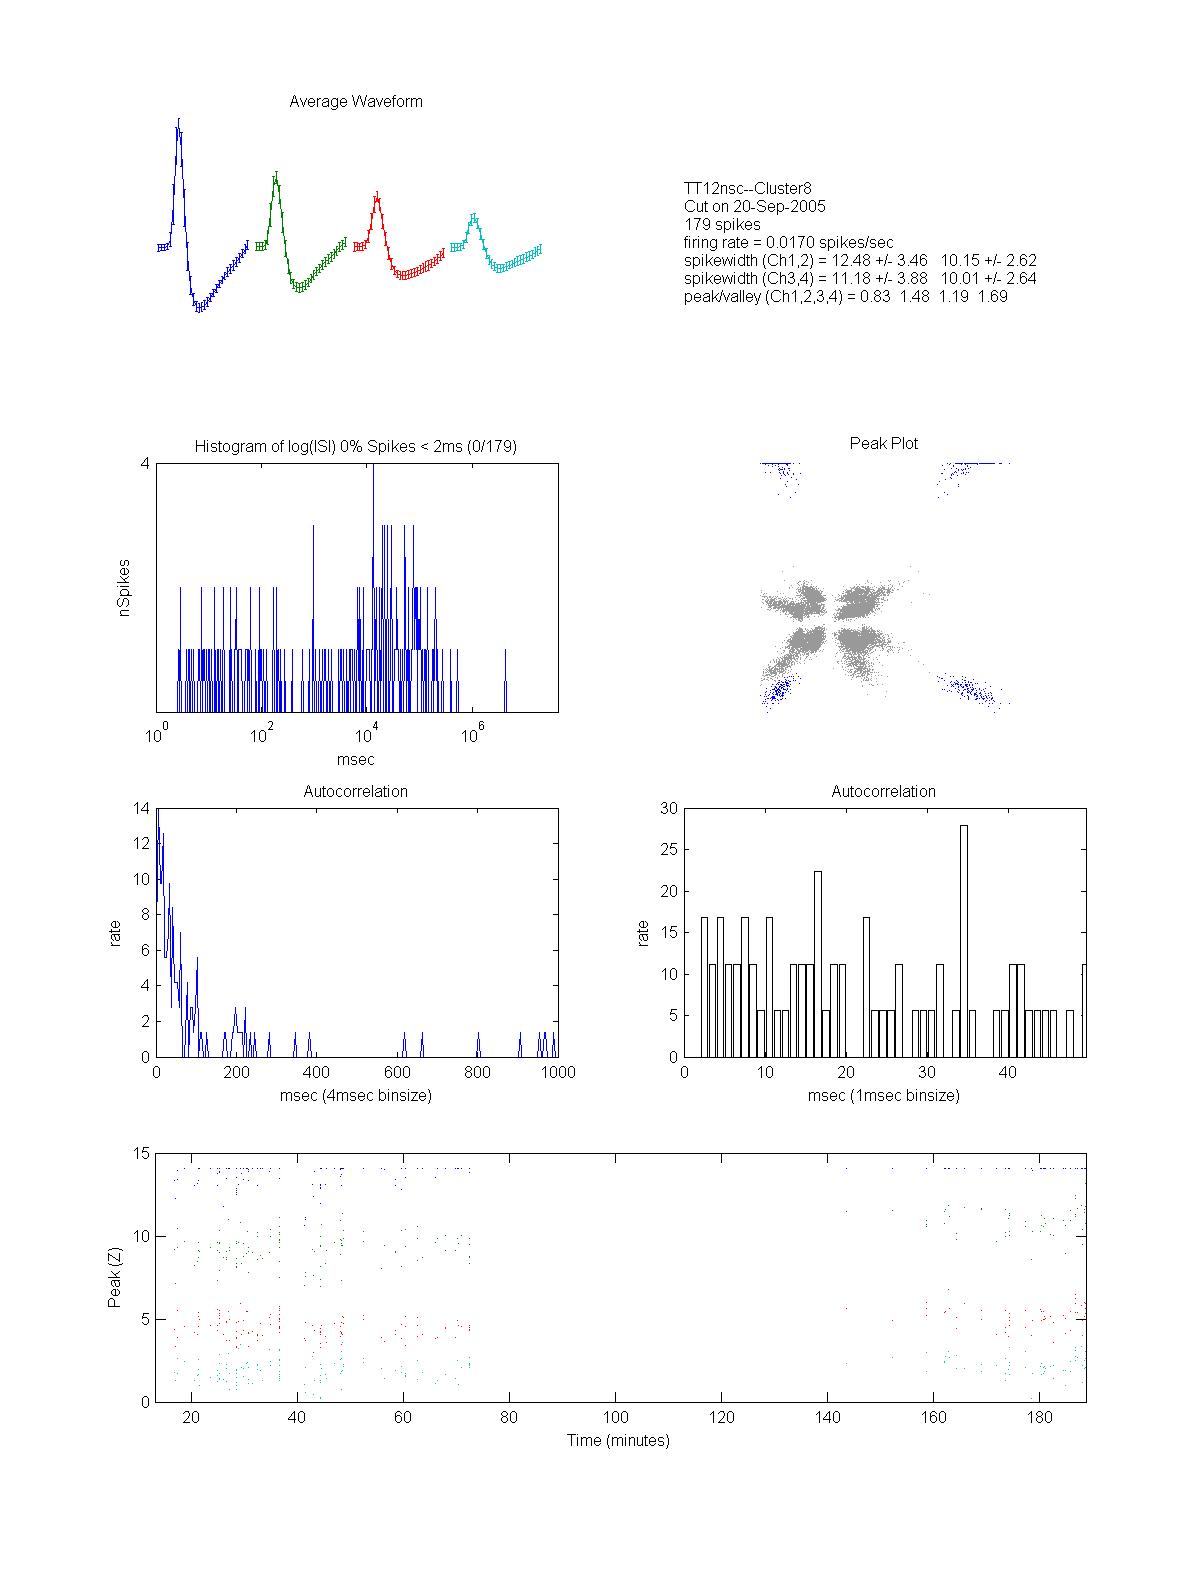 Average Waveform
TT12nsc--Cluster8
Cut on 20-Sep-2005
179 spikes
firing rate = 0.0170 spikes/sec
spikewidth (Ch1,2) = 12.48 +/- 3.46   10.15 +/- 2.62
spikewidth (Ch3,4) = 11.18 +/- 3.88   10.01 +/- 2.64
peak/valley (Ch1,2,3,4) = 0.83  1.48  1.19  1.69
Histogram of log(ISI) 0% Spikes < 2ms (0/179)
4
nSpikes
10^0 10^2 10^4 10^6
msec
Peak Plot
Autocorrelation
14
12
10
8
6
4
2
0
rate
0 200 400 600 800 1000
msec (4msec binsize)
Autocorrelation
30
25
20
15
10
5
0
rate
0 10 20 30 40
msec (1msec binsize)
15
10
5
0
Peak (Z)
20 40 60 80 100 120 140 160 180
Time (minutes)